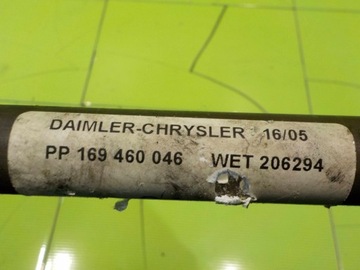 DAIMLER-CHRYSLER 16/05
PP 169 460 046 WET 206294